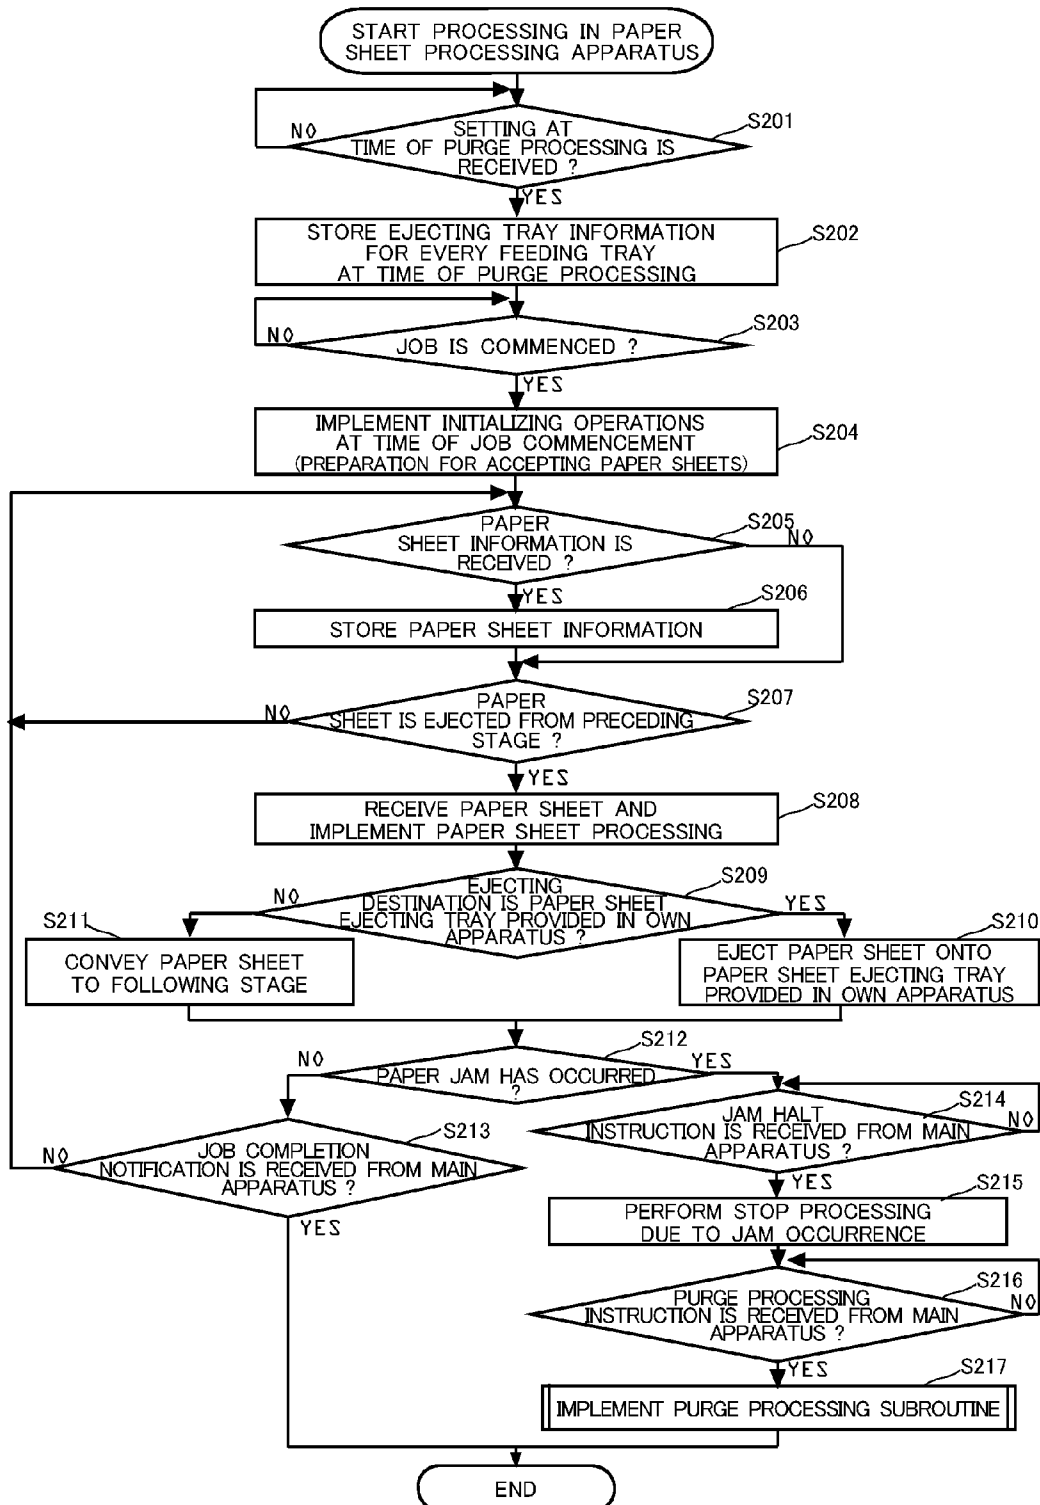 START PROCESSING IN PAPER
SHEET PROCESSING APPARATUS
S201
NO
SETTING AT
TIME OF PURGE PROCESSING IS
RECEIVED ?
YES
S202
STORE EJECTING TRAY INFORMATION
FOR EVERY FEEDING TRAY
AT TIME OF PURGE PROCESSING
S203
NO
JOB IS COMMENCED ?
YES
S204
IMPLEMENT INITIALIZING OPERATIONS
AT TIME OF JOB COMMENCEMENT
(PREPARATION FOR ACCEPTING PAPER SHEETS)
S205
NO
PAPER
SHEET INFORMATION IS
RECEIVED ?
YES
S206
STORE PAPER SHEET INFORMATION
S207
NO
PAPER
SHEET IS EJECTED FROM PRECEDING
STAGE ?
YES
S208
RECEIVE PAPER SHEET AND
IMPLEMENT PAPER SHEET PROCESSING
S209
NO
EJECTING
DESTINATION IS PAPER SHEET
EJECTING TRAY PROVIDED IN OWN
APPARATUS ?
YES
S211
CONVEY PAPER SHEET
TO FOLLOWING STAGE
S210
EJECT PAPER SHEET ONTO
PAPER SHEET EJECTING TRAY
PROVIDED IN OWN APPARATUS
S212
NO
YES
PAPER JAM HAS OCCURRED
?
S213
NO
JOB COMPLETION
NOTIFICATION IS RECEIVED FROM MAIN
APPARATUS ?
YES
S214
JAM HALT
INSTRUCTION IS RECEIVED FROM MAIN
APPARATUS ?
NO
YES
S215
PERFORM STOP PROCESSING
DUE TO JAM OCCURRENCE
S216
PURGE PROCESSING
INSTRUCTION IS RECEIVED FROM MAIN
APPARATUS ?
NO
YES
S217
IMPLEMENT PURGE PROCESSING SUBROUTINE
END